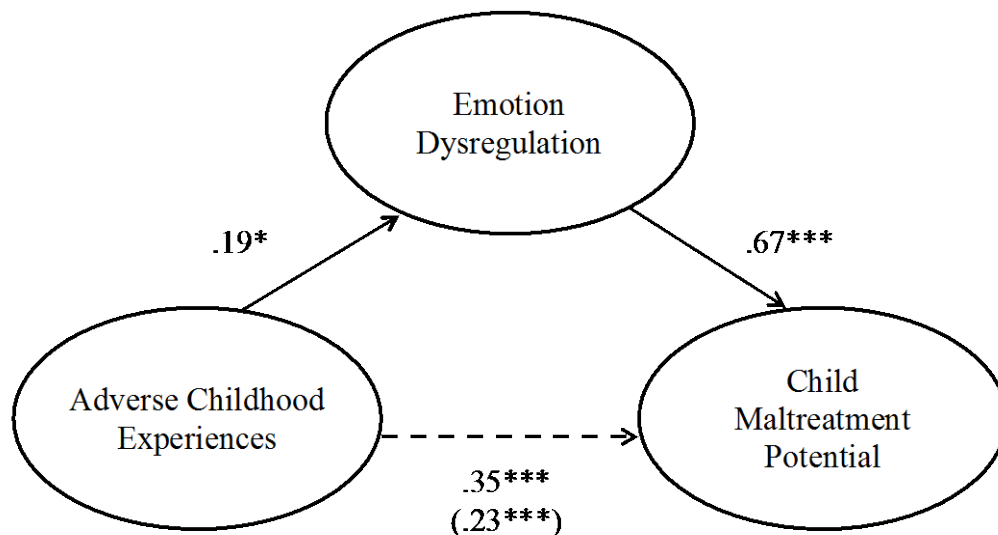 Emotion
Dysregulation
.19*
.67***
Adverse Childhood
Experiences
Child
Maltreatment
Potential
.35***
(.23***)